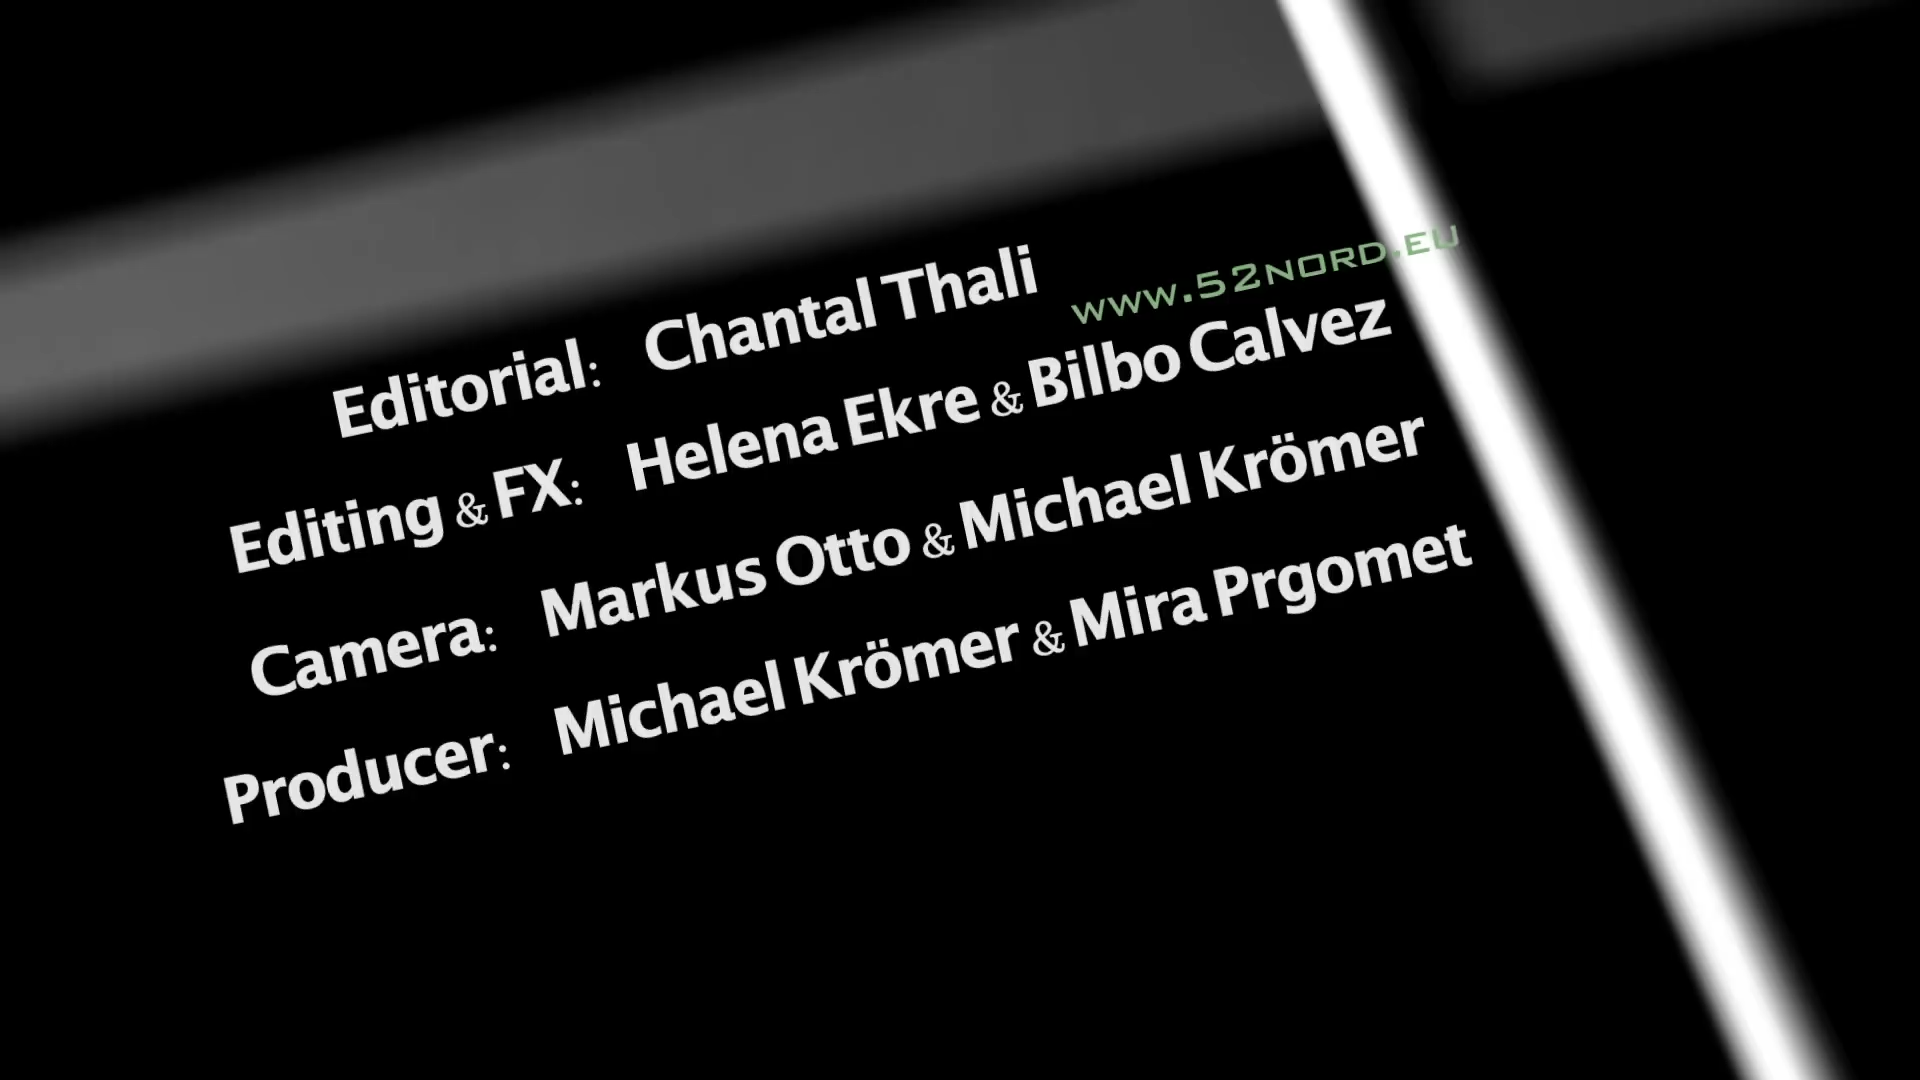 Editorial: Chantal Thali
www.52nord.eu
Editing & FX: Helena Ekre & Bilbo Calvez
Camera: Markus Otto & Michael Krömer
Producer: Michael Krömer & Mira Prgomet